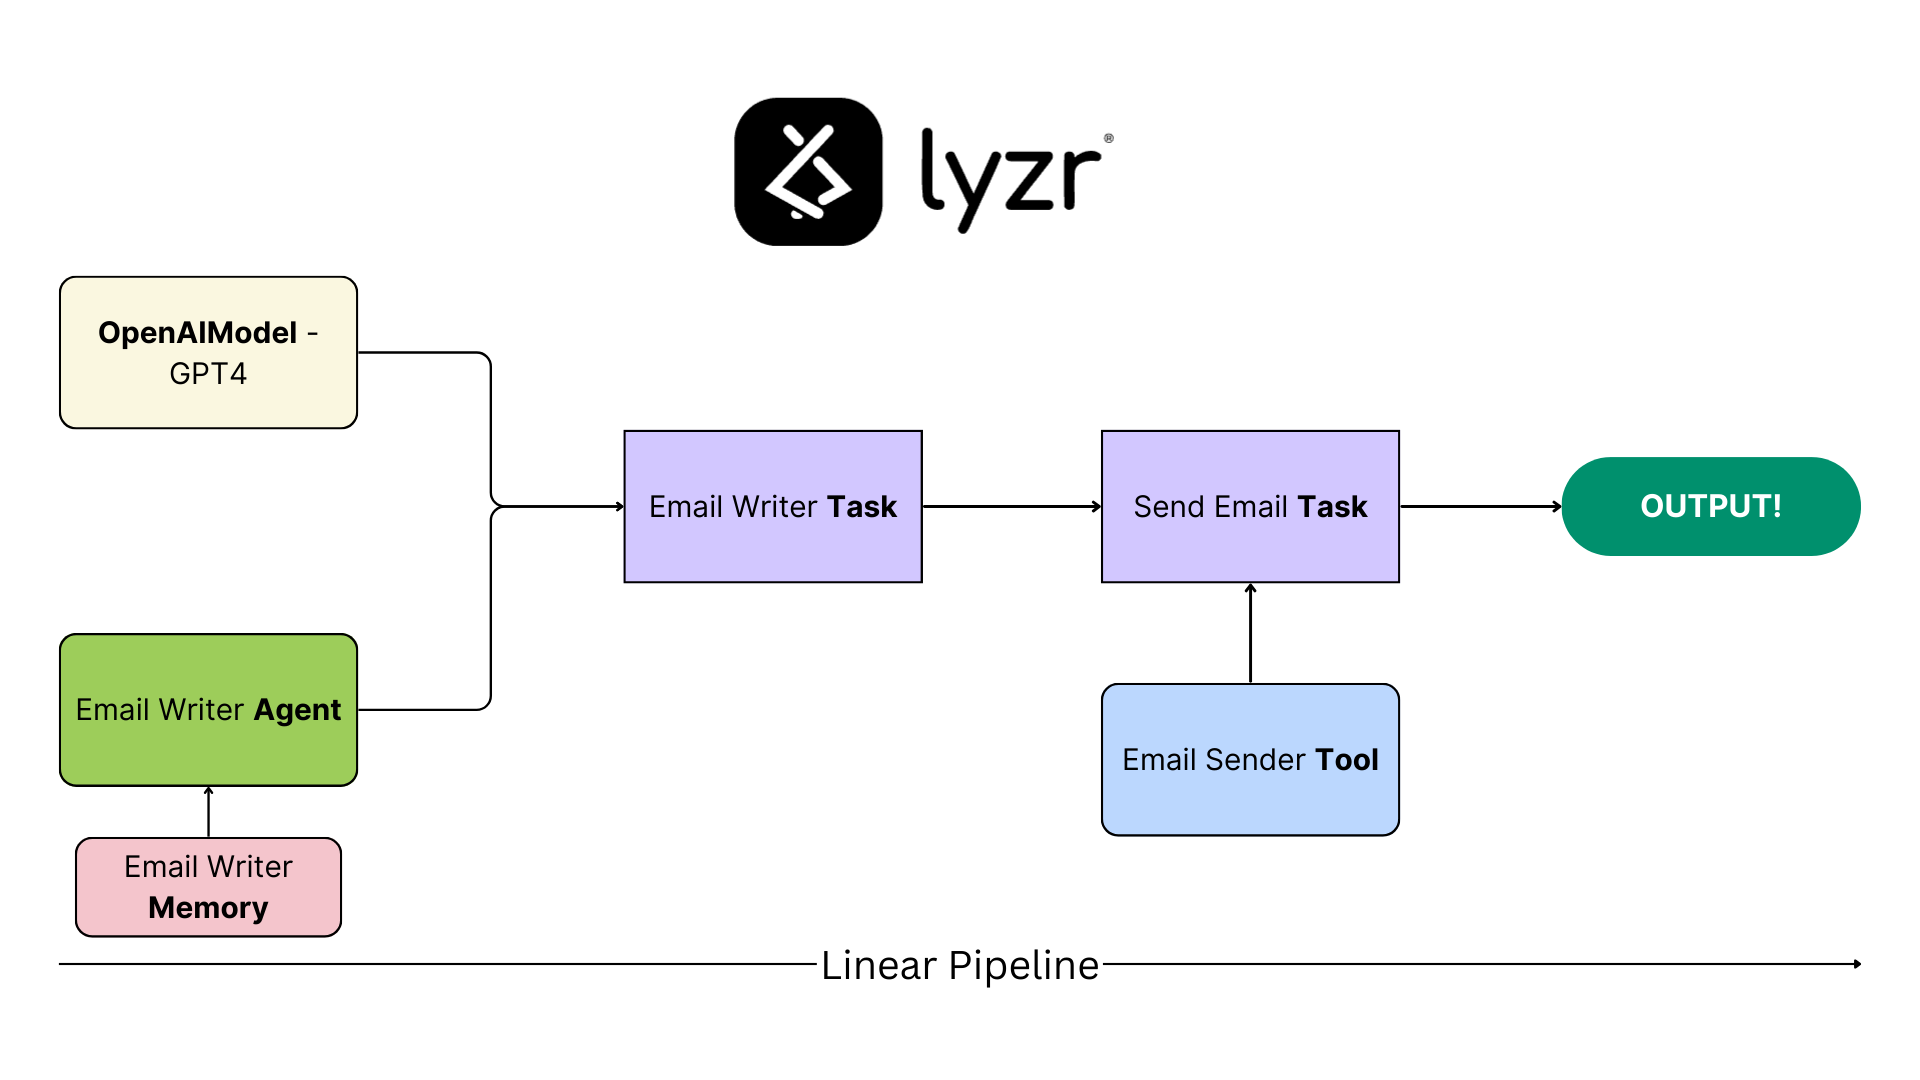 lyzr®
OpenAIModel -
GPT4
Email Writer Task
Send Email Task
OUTPUT!
Email Writer Agent
Email Sender Tool
Email Writer
Memory
Linear Pipeline